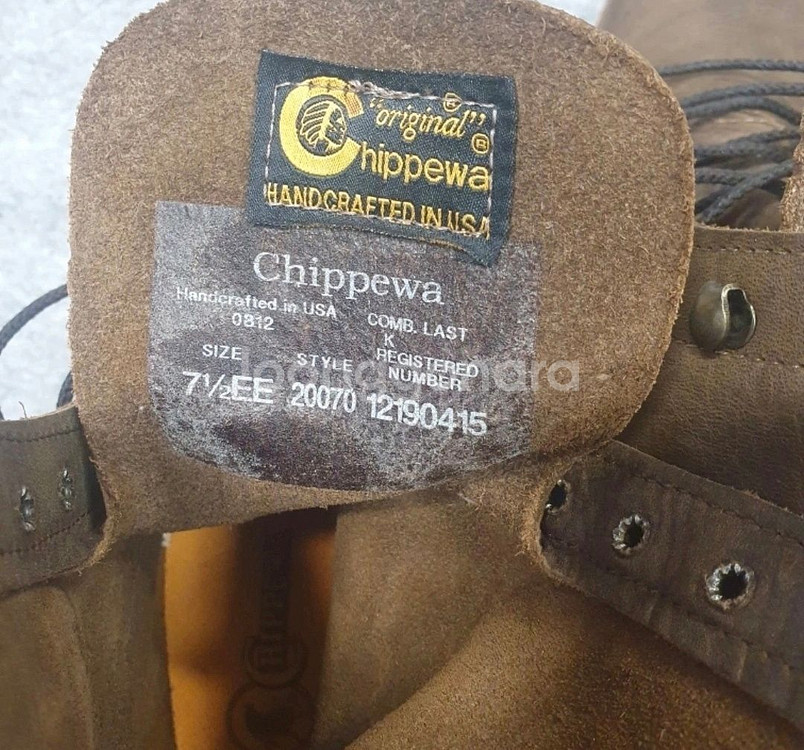 "original" ®
Chippewa ®
HANDCRAFTED IN USA
Chippewa
Handcrafted in USA
0812
COMB. LAST
K
SIZE
7½EE
STYLE
20070
REGISTERED
NUMBER
12190415